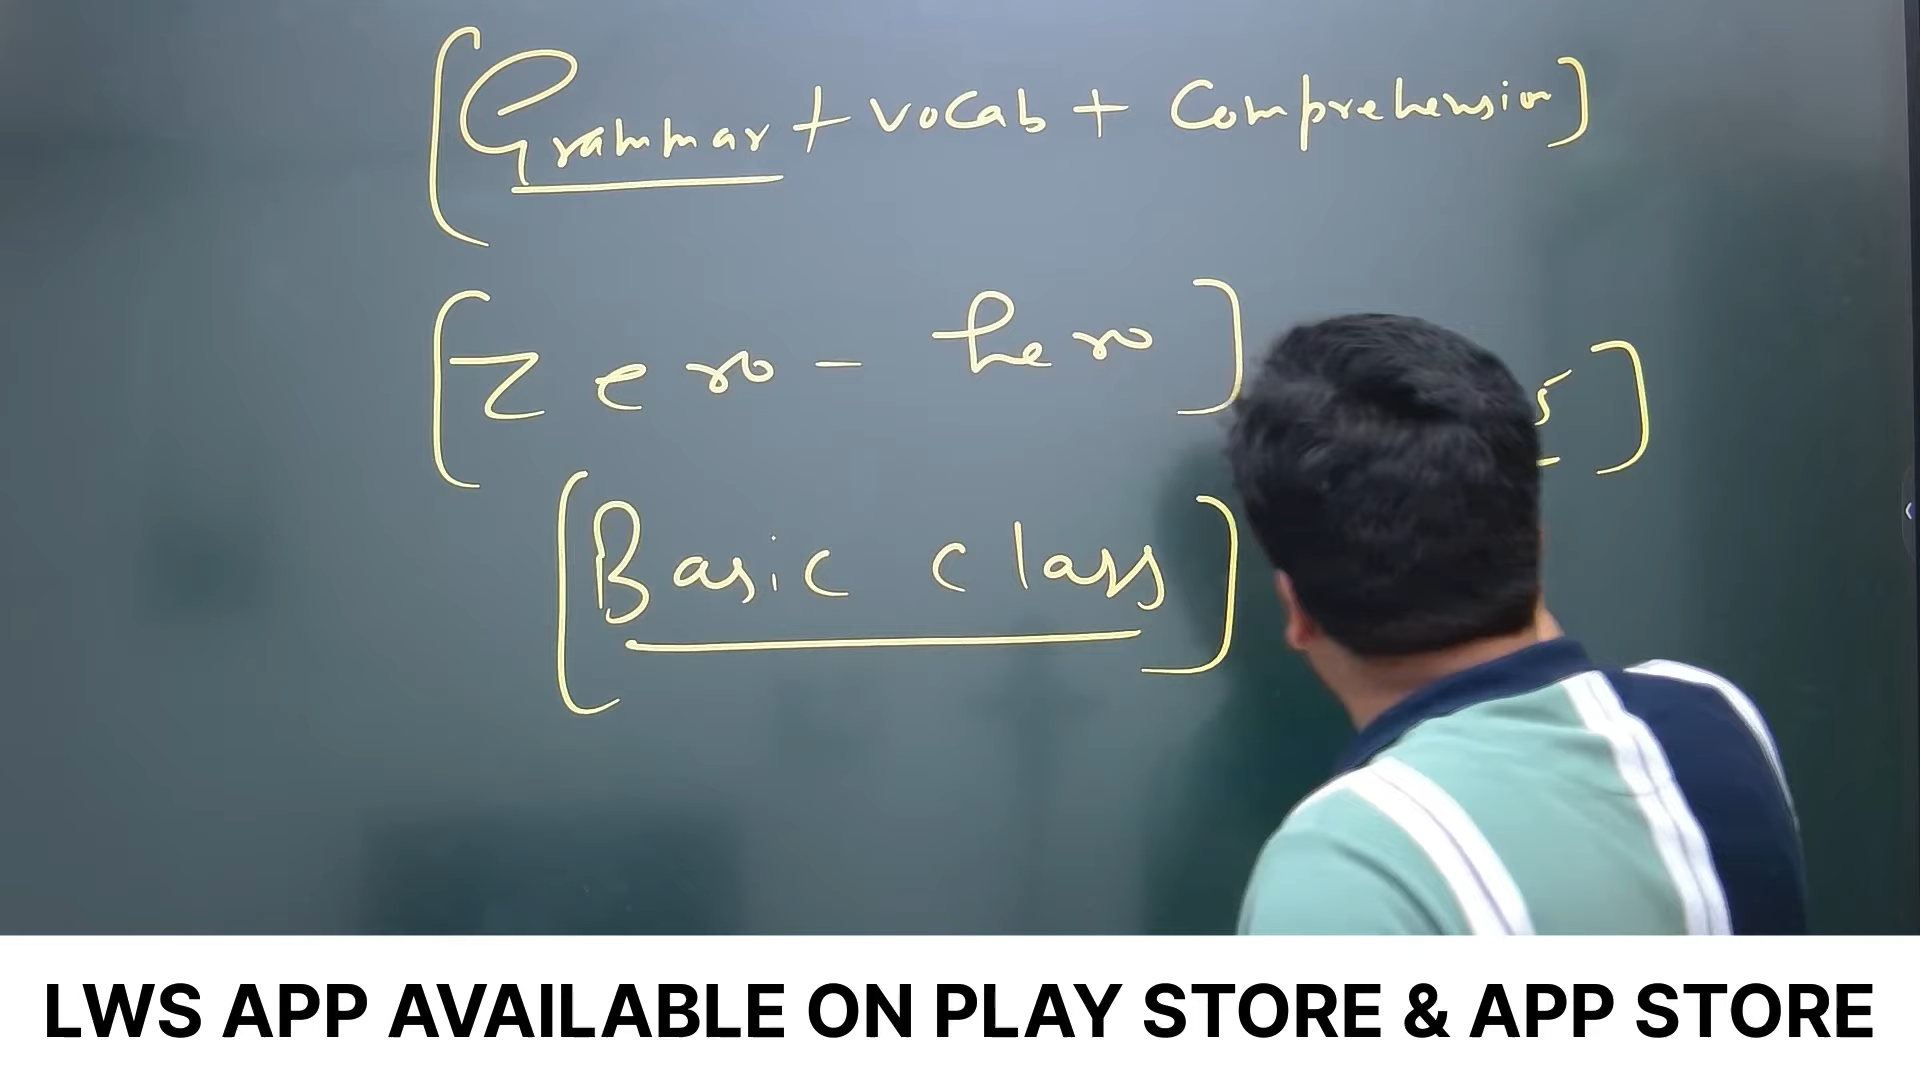 [Grammar + vocab + Comprehension]
[Zero - hero]
[Basic class]
LWS APP AVAILABLE ON PLAY STORE & APP STORE